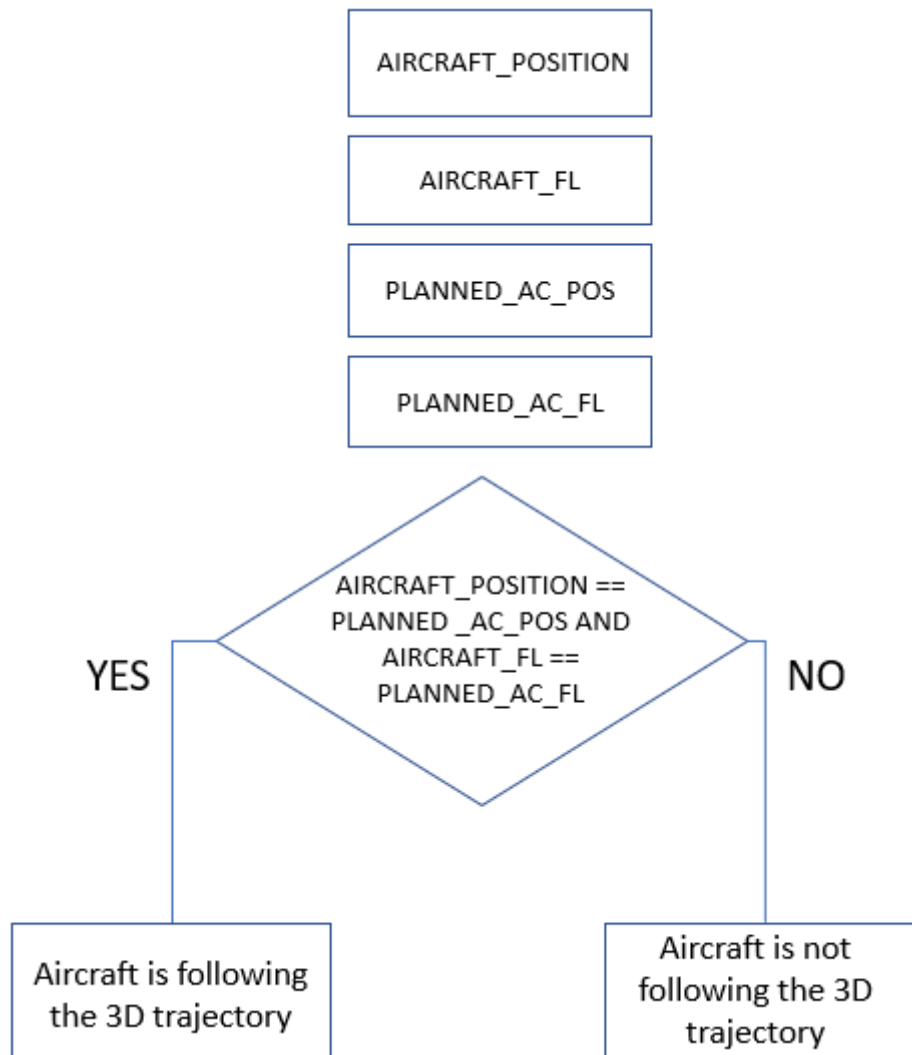 AIRCRAFT_POSITION
AIRCRAFT_FL
PLANNED_AC_POS
PLANNED_AC_FL
AIRCRAFT_POSITION ==
PLANNED _AC_POS AND
AIRCRAFT_FL ==
PLANNED_AC_FL
YES
NO
Aircraft is following
the 3D trajectory
Aircraft is not
following the 3D
trajectory